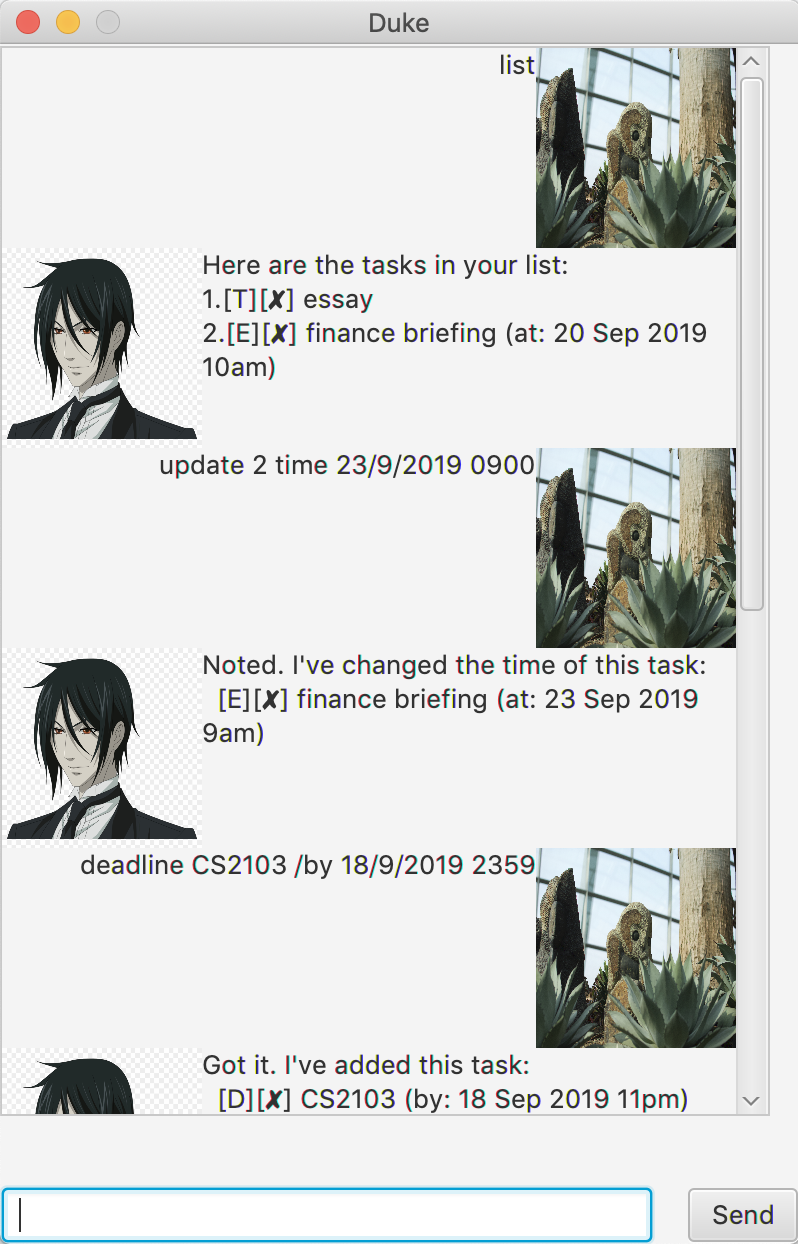 Duke
list
Here are the tasks in your list:
1.[T][✘] essay
2.[E][✘] finance briefing (at: 20 Sep 2019
10am)
update 2 time 23/9/2019 0900
Noted. I've changed the time of this task:
[E][✘] finance briefing (at: 23 Sep 2019
9am)
deadline CS2103 /by 18/9/2019 2359
Got it. I've added this task:
[D][✘] CS2103 (by: 18 Sep 2019 11pm)
Send